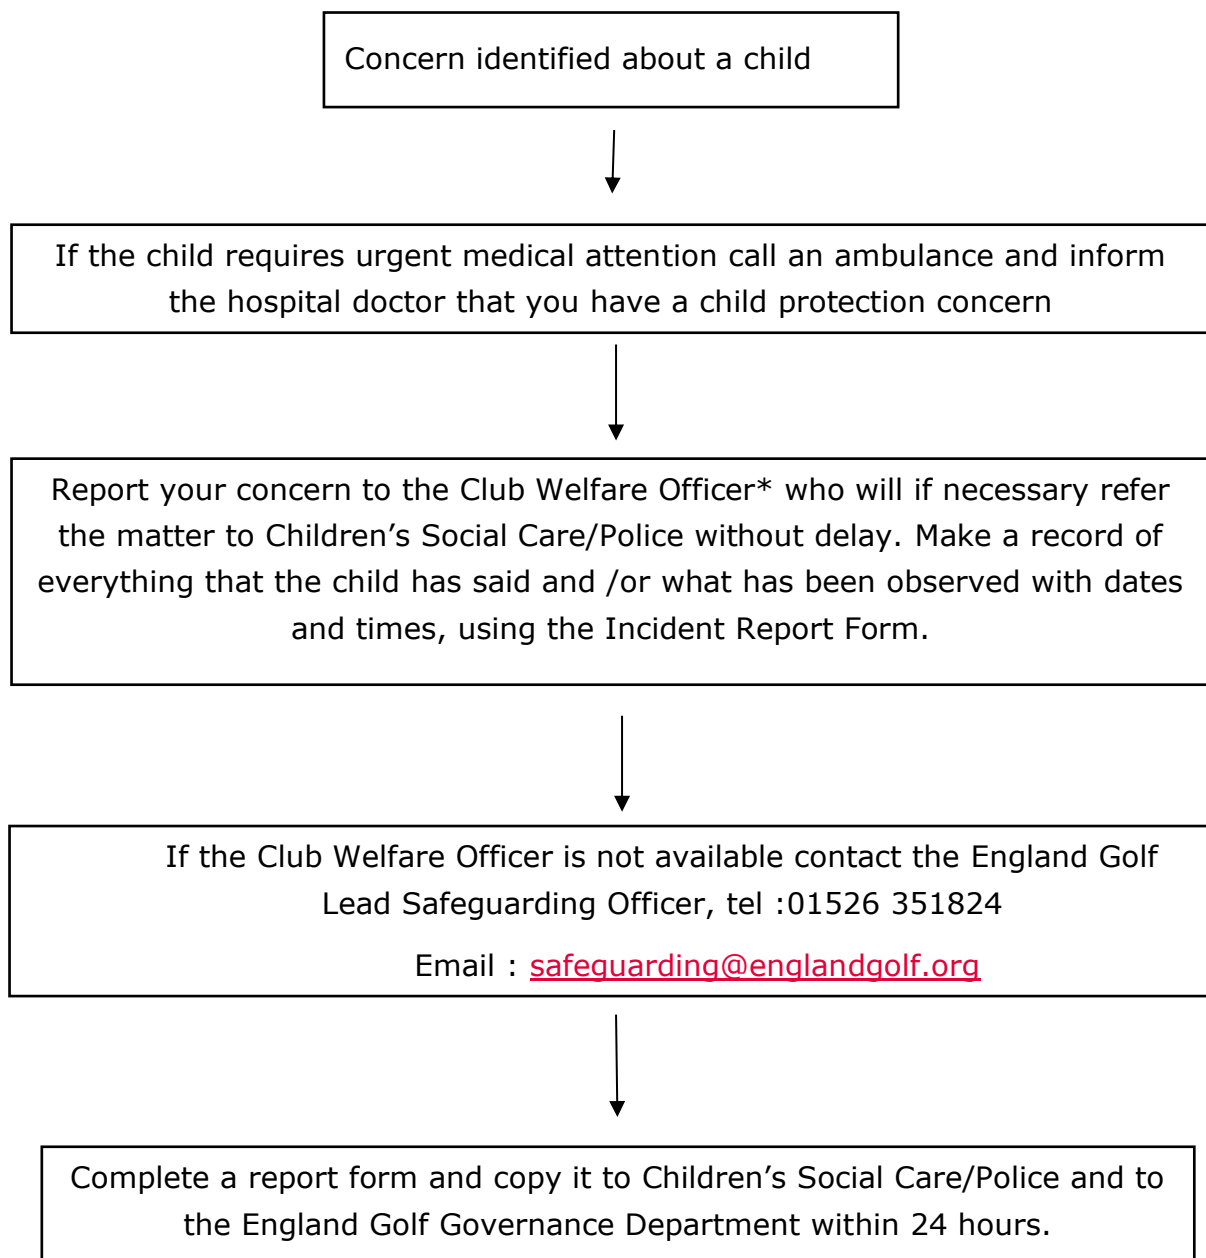 Concern identified about a child
If the child requires urgent medical attention call an ambulance and inform
the hospital doctor that you have a child protection concern
Report your concern to the Club Welfare Officer* who will if necessary refer
the matter to Children’s Social Care/Police without delay. Make a record of
everything that the child has said and /or what has been observed with dates
and times, using the Incident Report Form.
If the Club Welfare Officer is not available contact the England Golf
Lead Safeguarding Officer, tel :01526 351824
Email : safeguarding@englandgolf.org
Complete a report form and copy it to Children’s Social Care/Police and to
the England Golf Governance Department within 24 hours.